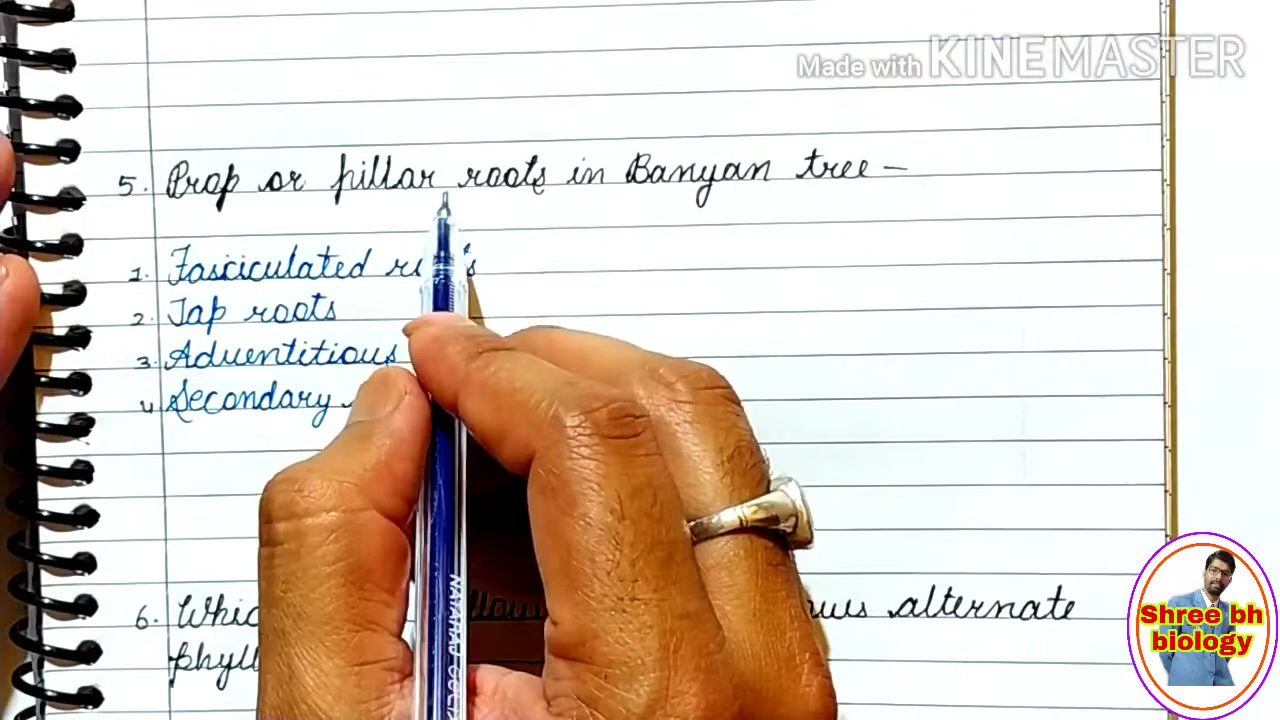 Made with KINEMASTER
5. Prop or pillar roots in Banyan tree -
1. Fasciculated
2. Tap roots
3. Adventitious
4. Secondary
6. alternate
Shree bh
biology
NATARAJ